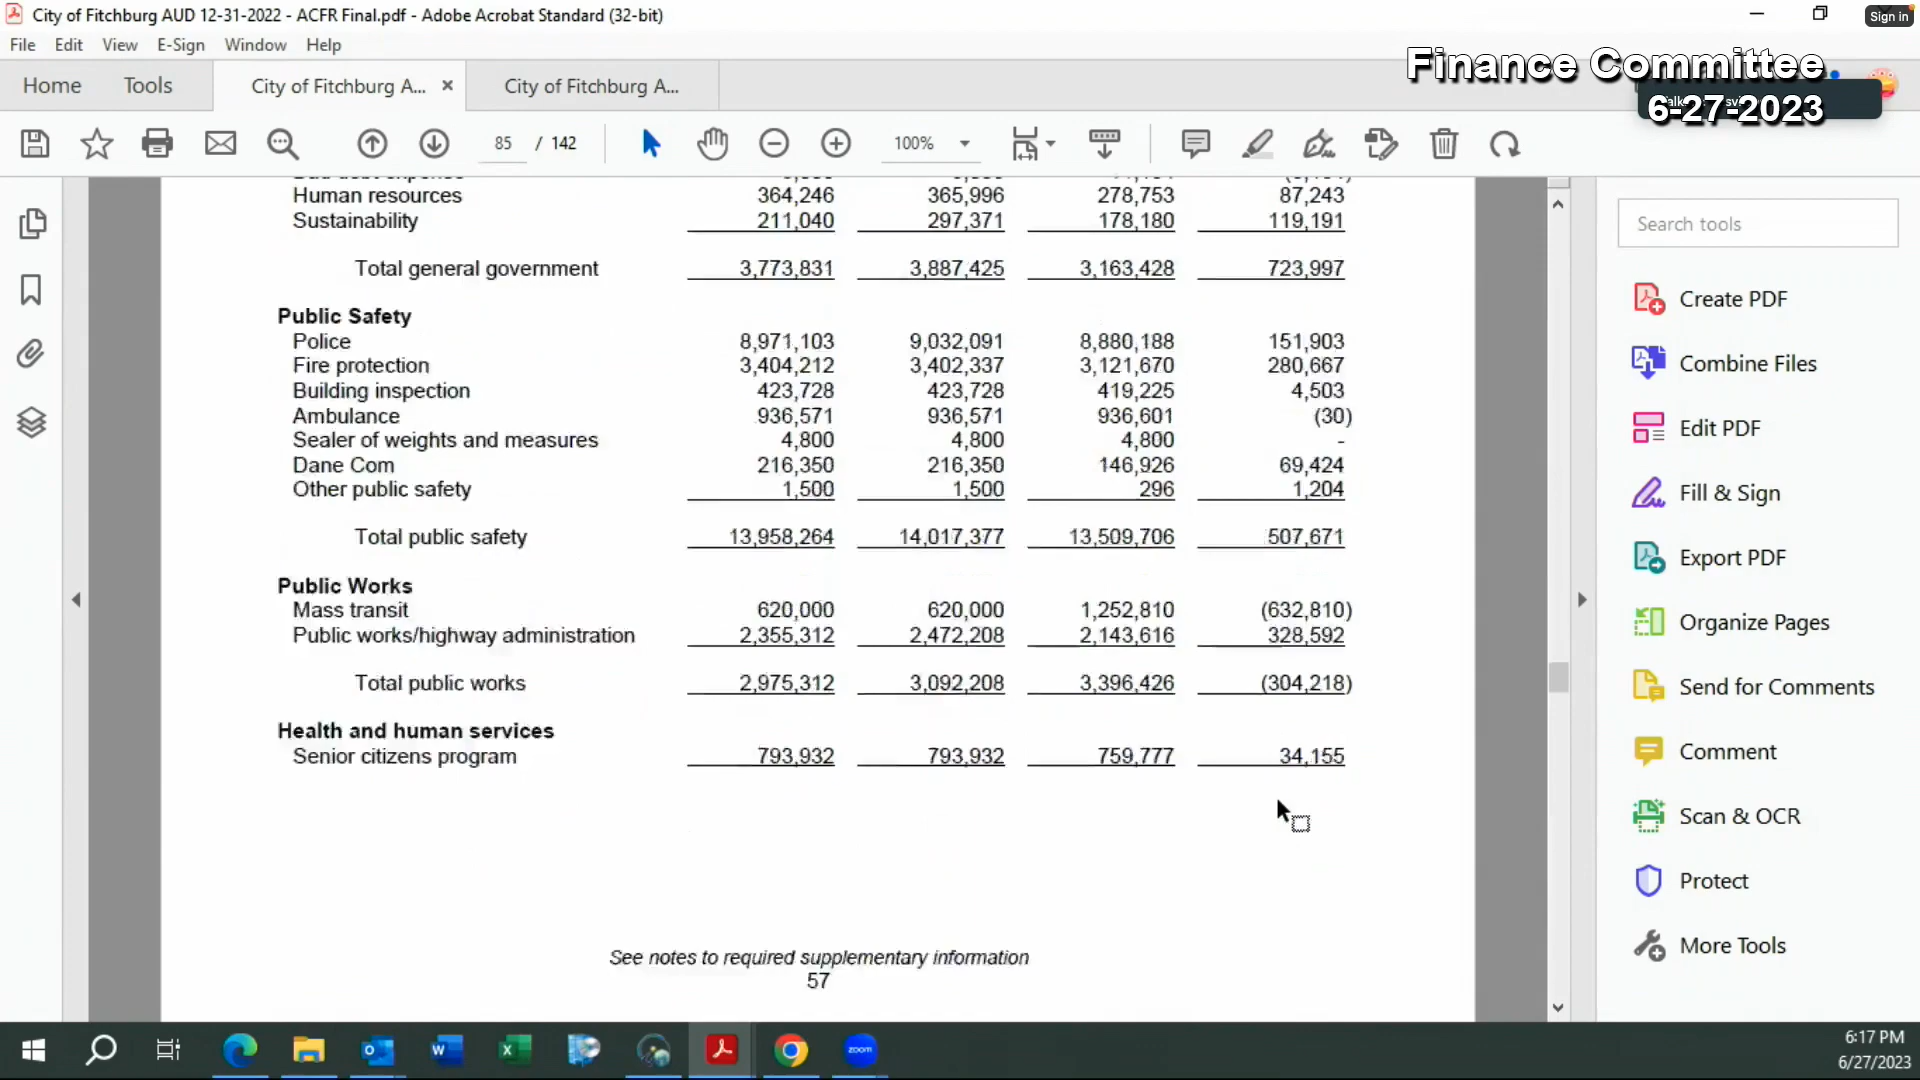 City of Fitchburg AUD 12-31-2022 - ACFR Final.pdf - Adobe Acrobat Standard (32-bit)
Sign in
File Edit View E-Sign Window Help
Finance Committee
6-27-2023
Home Tools City of Fitchburg A... × City of Fitchburg A...
85 / 142 100%
Human resources 364,246 365,996 278,753 87,243
Sustainability 211,040 297,371 178,180 119,191
Total general government 3,773,831 3,887,425 3,163,428 723,997
Public Safety
Police 8,971,103 9,032,091 8,880,188 151,903
Fire protection 3,404,212 3,402,337 3,121,670 280,667
Building inspection 423,728 423,728 419,225 4,503
Ambulance 936,571 936,571 936,601 (30)
Sealer of weights and measures 4,800 4,800 4,800 -
Dane Com 216,350 216,350 146,926 69,424
Other public safety 1,500 1,500 296 1,204
Total public safety 13,958,264 14,017,377 13,509,706 507,671
Public Works
Mass transit 620,000 620,000 1,252,810 (632,810)
Public works/highway administration 2,355,312 2,472,208 2,143,616 328,592
Total public works 2,975,312 3,092,208 3,396,426 (304,218)
Health and human services
Senior citizens program 793,932 793,932 759,777 34,155
See notes to required supplementary information
57
Search tools
Create PDF
Combine Files
Edit PDF
Fill & Sign
Export PDF
Organize Pages
Send for Comments
Comment
Scan & OCR
Protect
More Tools
zoom
6:17 PM
6/27/2023